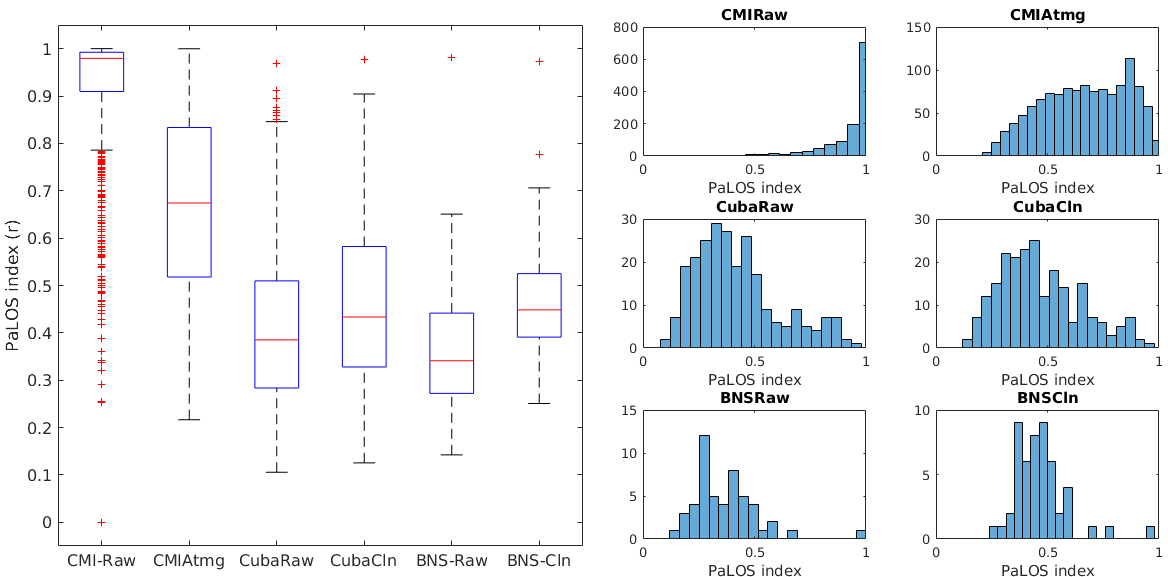 PaLOS index (r)
1
0.9
0.8
0.7
0.6
0.5
0.4
0.3
0.2
0.1
0
CMI-Raw CMIAtmg CubaRaw CubaCln BNS-Raw BNS-Cln
CMIRaw
800
600
400
200
0
0 0.5 1
PaLOS index
CMIAtmg
150
100
50
0
0 0.5 1
PaLOS index
CubaRaw
30
20
10
0
0 0.5 1
PaLOS index
CubaCln
30
20
10
0
0 0.5 1
PaLOS index
BNSRaw
15
10
5
0
0 0.5 1
PaLOS index
BNSCln
10
5
0
0 0.5 1
PaLOS index